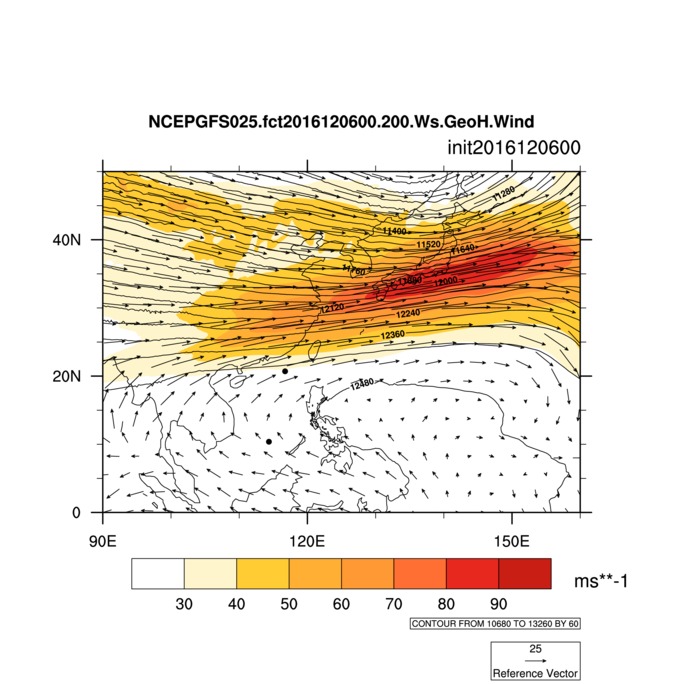 NCEPGFS025.fct2016120600.200.Ws.GeoH.Wind
init2016120600
11280
11400
11520
40N
11640
11760
11880
12000
12120
12240
12360
20N
12480
0
90E 120E 150E
ms**-1
30 40 50 60 70 80 90
CONTOUR FROM 10680 TO 13260 BY 60
25
Reference Vector